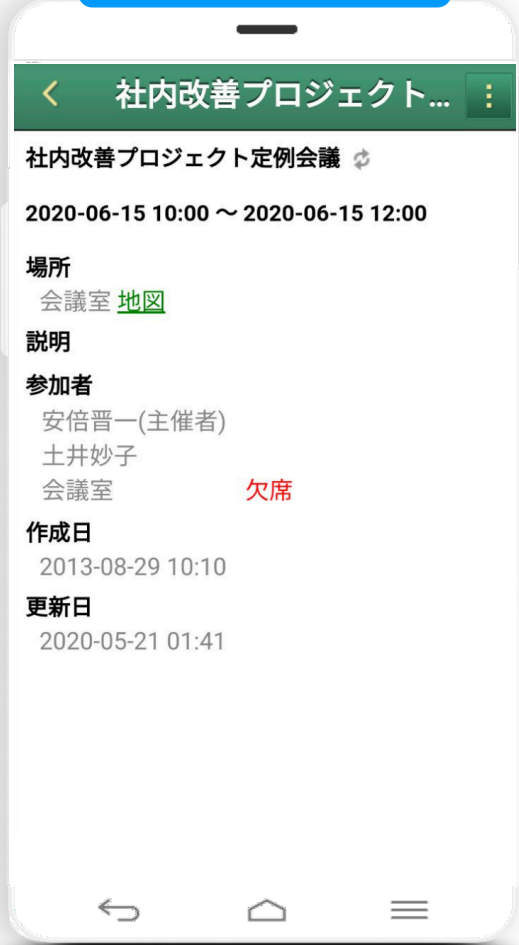 社内改善プロジェクト...
社内改善プロジェクト定例会議
2020-06-15 10:00 ～ 2020-06-15 12:00
場所
会議室 地図
説明
参加者
安倍晋一(主催者)
土井妙子
会議室 欠席
作成日
2013-08-29 10:10
更新日
2020-05-21 01:41